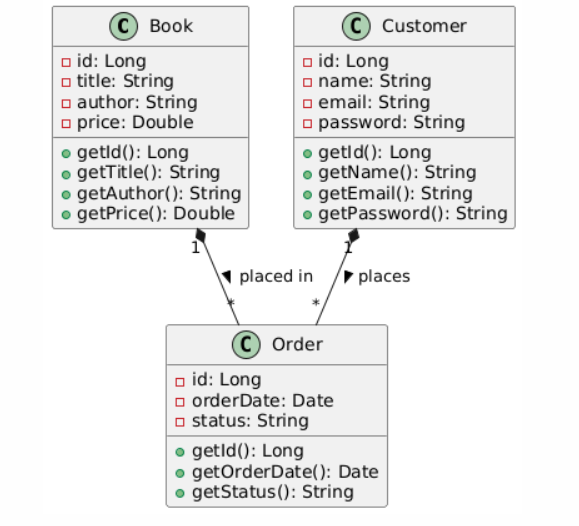 C Book
id: Long
title: String
author: String
price: Double
getId(): Long
getTitle(): String
getAuthor(): String
getPrice(): Double
C Customer
id: Long
name: String
email: String
password: String
getId(): Long
getName(): String
getEmail(): String
getPassword(): String
1
placed in
*
1
places
*
C Order
id: Long
orderDate: Date
status: String
getId(): Long
getOrderDate(): Date
getStatus(): String